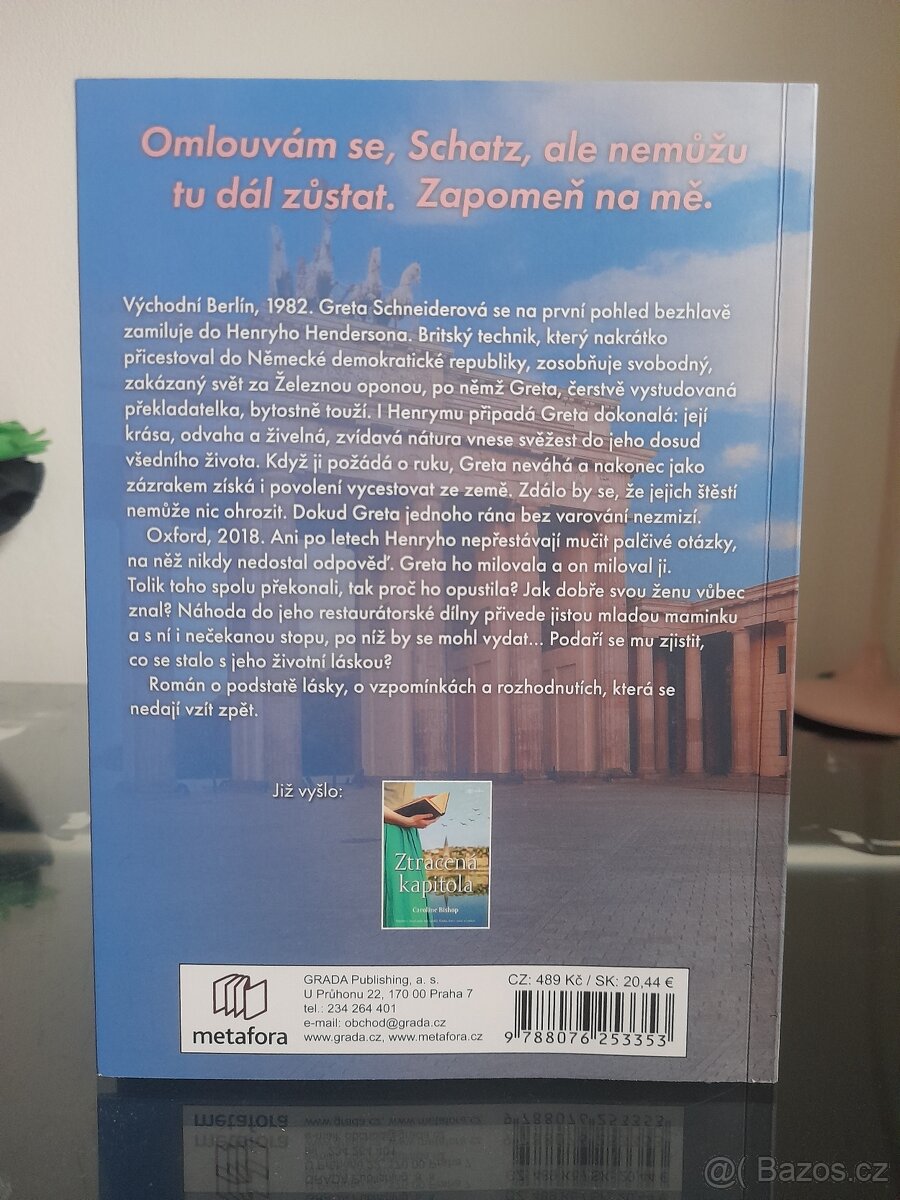 Omlouvám se, Schatz, ale nemůžu
tu dál zůstat. Zapomeň na mě.
Východní Berlín, 1982. Greta Schneiderová se na první pohled bezhlavě
zamiluje do Henryho Hendersona. Britský technik, který nakrátko
přicestoval do Německé demokratické republiky, zosobňuje svobodný,
zakázaný svět za Železnou oponou, po němž Greta, čerstvě vystudovaná
překladatelka, bytostně touží. I Henrymu připadá Greta dokonalá: její
krása, odvaha a živelná, zvídavá nátura vnese svěžest do jeho dosud
všedního života. Když ji požádá o ruku, Greta neváhá a nakonec jako
zázrakem získá i povolení vycestovat ze země. Zdálo by se, že jejich štěstí
nemůže nic ohrozit. Dokud Greta jednoho rána bez varování nezmizí.
Oxford, 2018. Ani po letech Henryho nepřestávají mučit palčivé otázky,
na něž nikdy nedostal odpověď. Greta ho milovala a on miloval ji.
Tolik toho spolu překonali, tak proč ho opustila? Jak dobře svou ženu vůbec
znal? Náhoda do jeho restaurátorské dílny přivede jistou mladou maminku
a s ní i nečekanou stopu, po níž by se mohl vydat... Podaří se mu zjistit,
co se stalo s jeho životní láskou?
Román o podstatě lásky, o vzpomínkách a rozhodnutích, která se
nedají vzít zpět.
Již vyšlo:
Ztracená
kapitola
Caroline Bishop
metafora
GRADA Publishing, a. s.
U Průhonu 22, 170 00 Praha 7
tel.: 234 264 401
e-mail: obchod@grada.cz
www.grada.cz, www.metafora.cz
CZ: 489 Kč / SK: 20,44 €
9 788076 253353
@( Bazos.cz